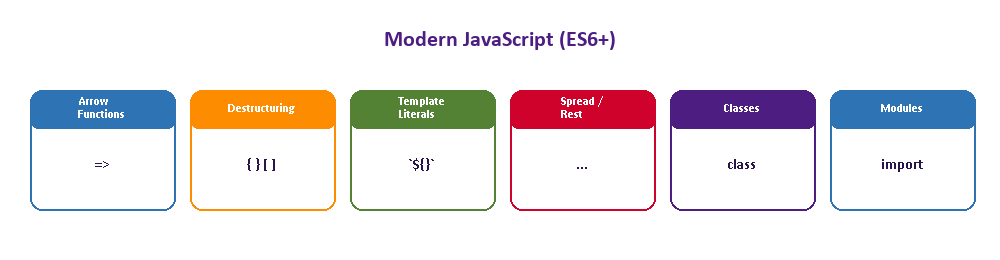 Modern JavaScript (ES6+)
Arrow
Functions
=>
Destructuring
{ } [ ]
Template
Literals
`${}`
Spread /
Rest
...
Classes
class
Modules
import